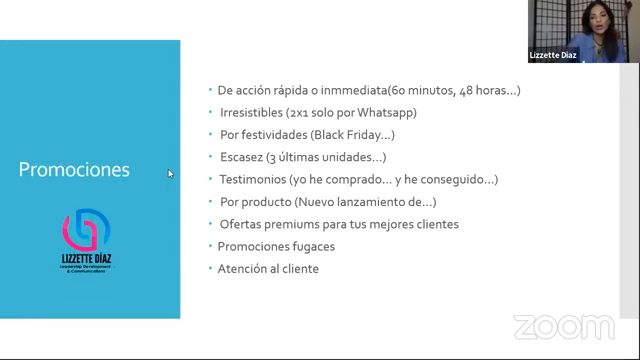 Lizzette Diaz
Promociones
LIZZETTE DÍAZ
Leadership Development
& Communications
• De acción rápida o inmmediata(60 minutos, 48 horas...)
• Irresistibles (2x1 solo por Whatsapp)
• Por festividades (Black Friday...)
• Escasez (3 últimas unidades...)
• Testimonios (yo he comprado... y he conseguido...)
• Por producto (Nuevo lanzamiento de...)
• Ofertas premiums para tus mejores clientes
• Promociones fugaces
• Atención al cliente
zoom